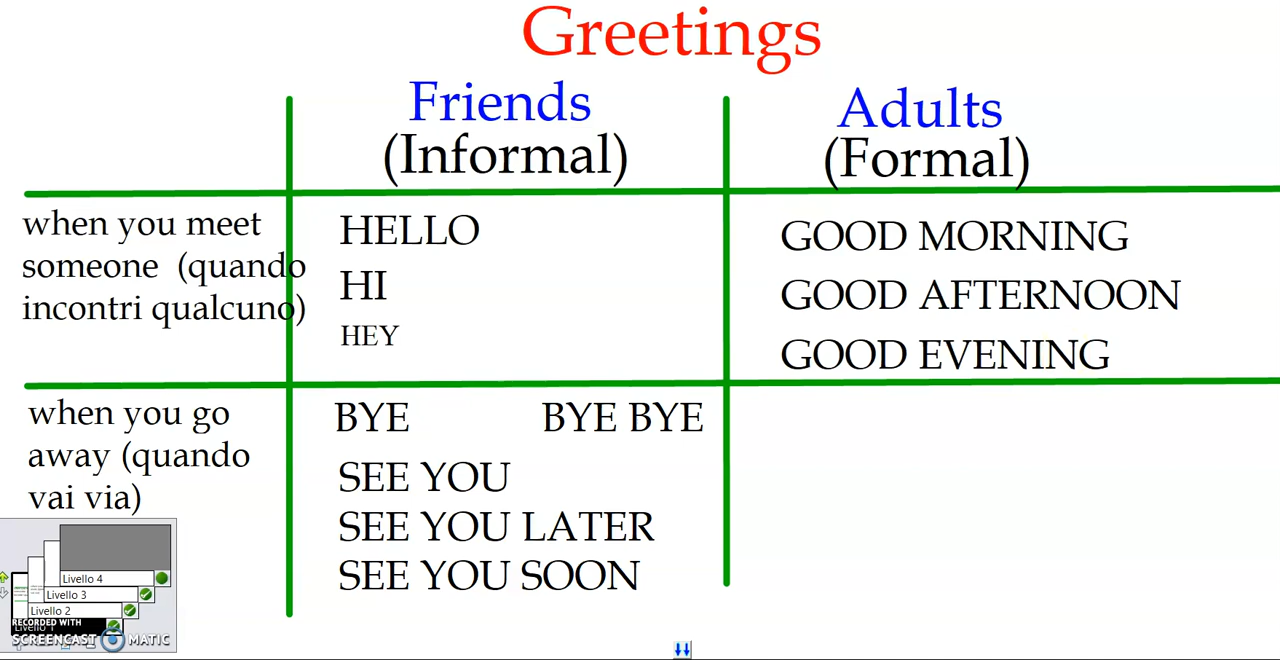 Greetings
Friends
(Informal)
Adults
(Formal)
when you meet
someone (quando
incontri qualcuno)
HELLO
HI
HEY
GOOD MORNING
GOOD AFTERNOON
GOOD EVENING
when you go
away (quando
vai via)
BYE BYE BYE
SEE YOU
SEE YOU LATER
SEE YOU SOON
Livello 4
Livello 3
Livello 2
Livello 1
RECORDED WITH
SCREENCAST MATIC